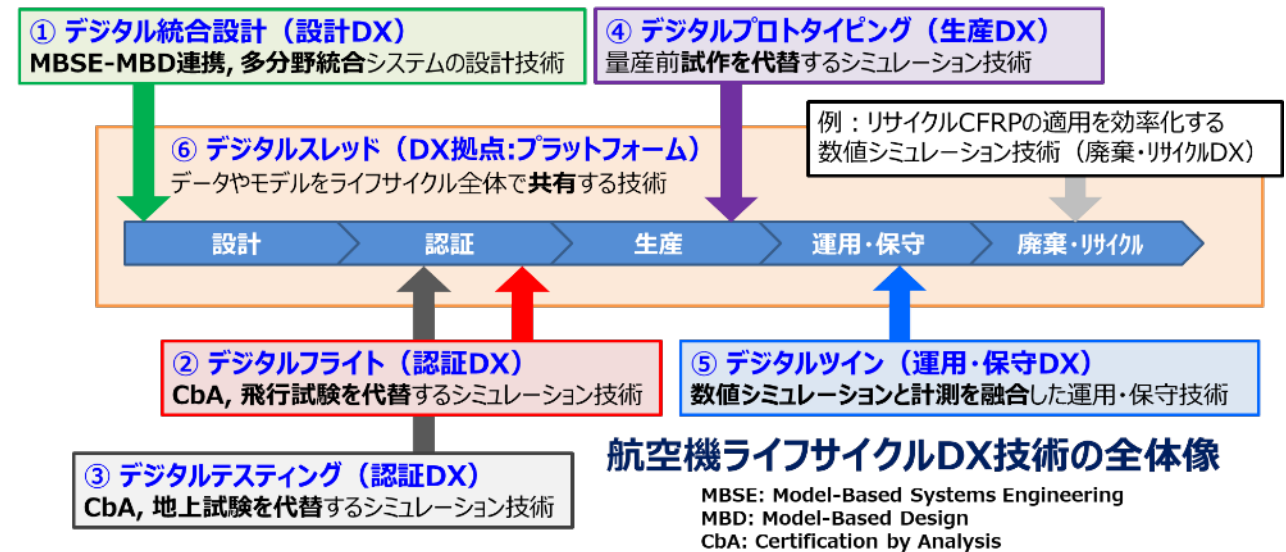 ① デジタル統合設計（設計DX）
MBSE-MBD連携, 多分野統合システムの設計技術
④ デジタルプロトタイピング（生産DX）
量産前試作を代替するシミュレーション技術
例：リサイクルCFRPの適用を効率化する
数値シミュレーション技術（廃棄・リサイクルDX）
⑥ デジタルスレッド（DX拠点:プラットフォーム）
データやモデルをライフサイクル全体で共有する技術
設計
認証
生産
運用・保守
廃棄・リサイクル
② デジタルフライト（認証DX）
CbA, 飛行試験を代替するシミュレーション技術
⑤ デジタルツイン（運用・保守DX）
数値シミュレーションと計測を融合した運用・保守技術
③ デジタルテスティング（認証DX）
CbA, 地上試験を代替するシミュレーション技術
航空機ライフサイクルDX技術の全体像
MBSE: Model-Based Systems Engineering
MBD: Model-Based Design
CbA: Certification by Analysis